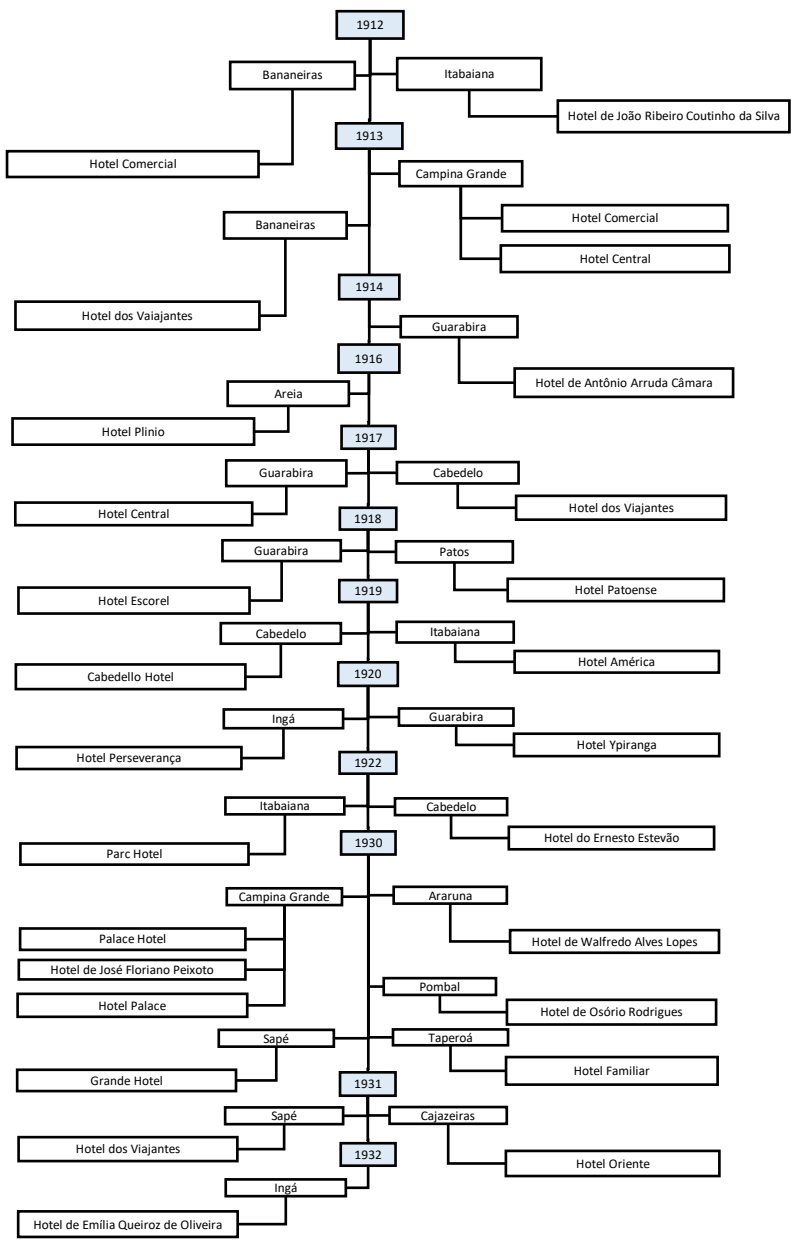 1912
Bananeiras
Itabaiana
Hotel de João Ribeiro Coutinho da Silva
1913
Hotel Comercial
Campina Grande
Hotel Comercial
Bananeiras
Hotel Central
1914
Hotel dos Vaiajantes
Guarabira
1916
Hotel de Antônio Arruda Câmara
Areia
Hotel Plinio
1917
Guarabira
Cabedelo
Hotel Central
Hotel dos Viajantes
1918
Guarabira
Patos
Hotel Escorel
Hotel Patoense
1919
Cabedelo
Itabaiana
Cabedello Hotel
Hotel América
1920
Ingá
Guarabira
Hotel Perseverança
Hotel Ypiranga
1922
Itabaiana
Cabedelo
Parc Hotel
Hotel do Ernesto Estevão
1930
Campina Grande
Araruna
Palace Hotel
Hotel de Walfredo Alves Lopes
Hotel de José Floriano Peixoto
Hotel Palace
Pombal
Hotel de Osório Rodrigues
Sapé
Taperoá
Grande Hotel
Hotel Familiar
1931
Sapé
Cajazeiras
Hotel dos Viajantes
Hotel Oriente
1932
Ingá
Hotel de Emília Queiroz de Oliveira